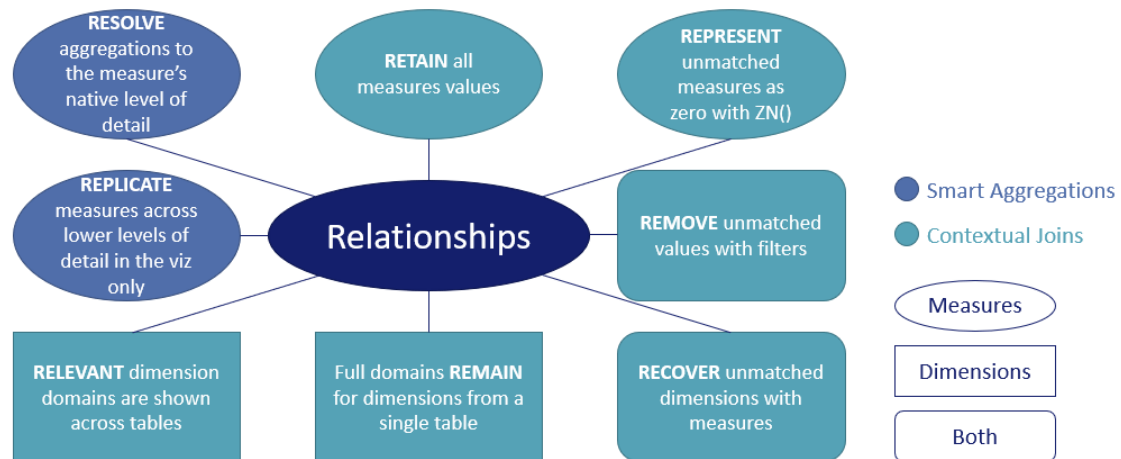 RESOLVE
aggregations to
the measure's
native level of
detail
RETAIN all
measures values
REPRESENT
unmatched
measures as
zero with ZN()
REPLICATE
measures across
lower levels of
detail in the viz
only
Relationships
REMOVE unmatched
values with filters
Smart Aggregations
Contextual Joins
Measures
RELEVANT dimension
domains are shown
across tables
Full domains REMAIN
for dimensions from a
single table
RECOVER unmatched
dimensions with
measures
Dimensions
Both